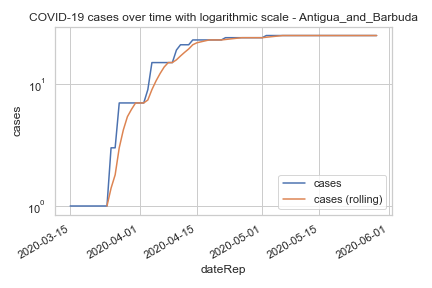 COVID-19 cases over time with logarithmic scale - Antigua_and_Barbuda
cases
10¹
10⁰
cases
cases (rolling)
2020-03-15
2020-04-01
2020-04-15
2020-05-01
2020-05-15
2020-06-01
dateRep